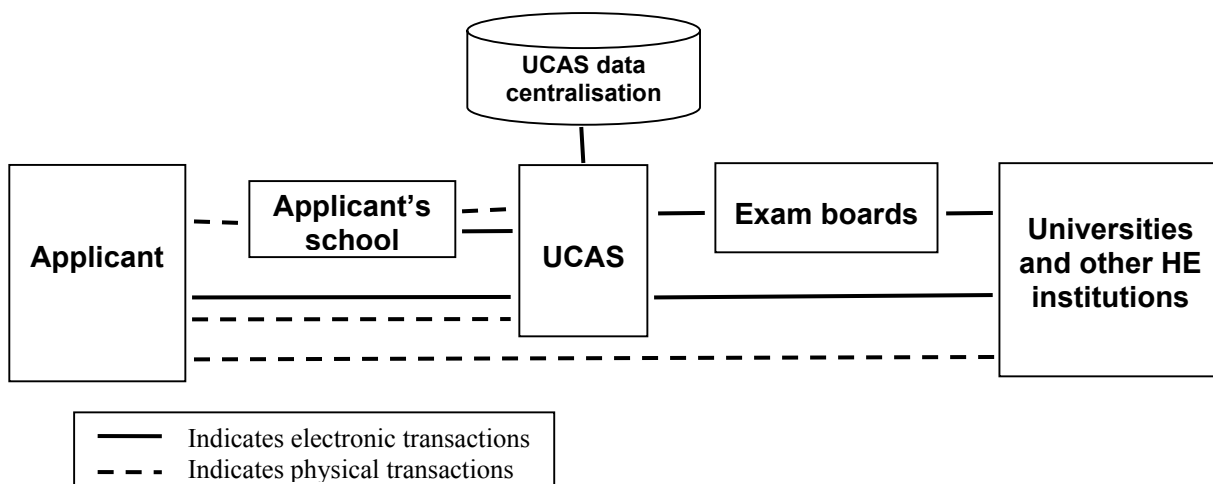 UCAS data
centralisation
Applicant
Applicant’s
school
UCAS
Exam boards
Universities
and other HE
institutions
Indicates electronic transactions
Indicates physical transactions